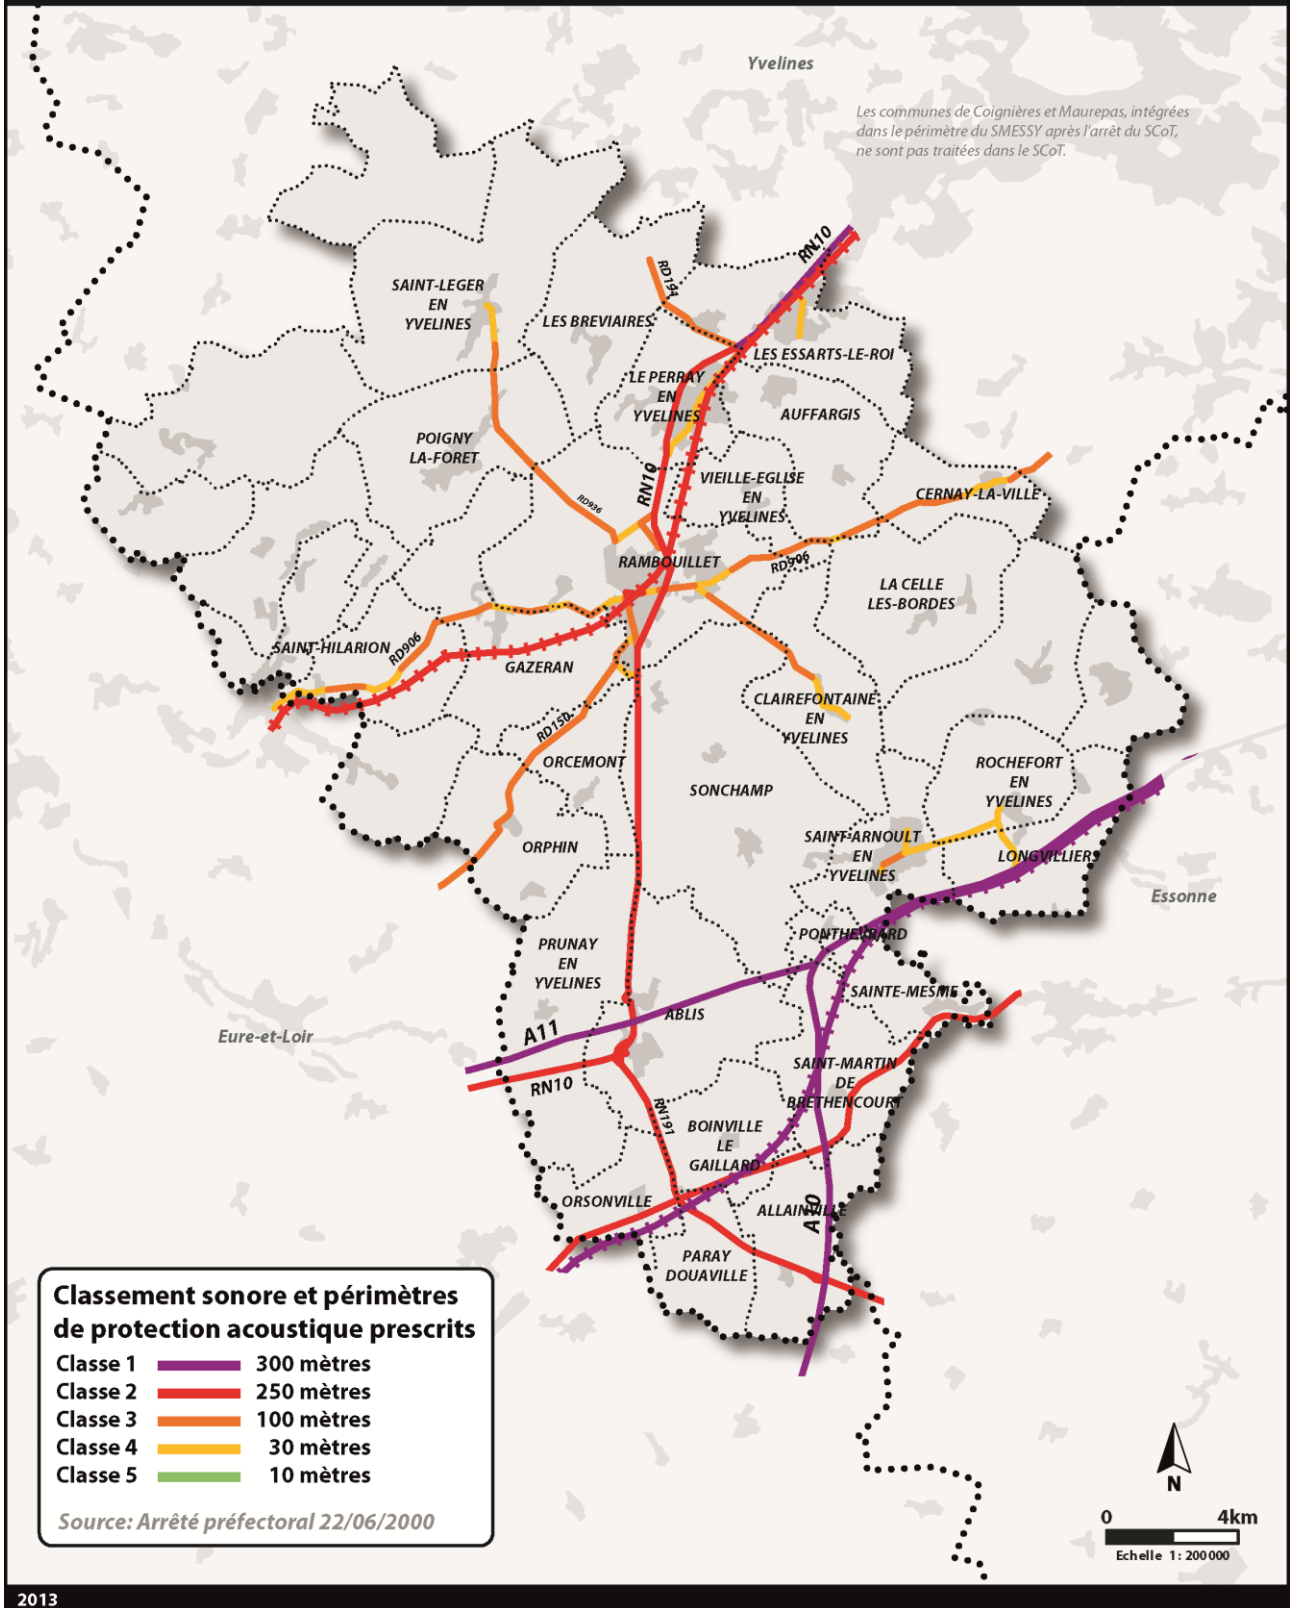 Yvelines
Les communes de Coignières et Maurepas, intégrées
dans le périmètre du SMESSY après l'arrêt du SCoT,
ne sont pas traitées dans le SCoT.
RN10
RD191
SAINT-LEGER
EN
YVELINES
LES BREVIAIRES
LES ESSARTS-LE-ROI
LE PERRAY
EN
YVELINES
AUFFARGIS
POIGNY
LA-FORET
RN10
VIEILLE-EGLISE
EN
YVELINES
CERNAY-LA-VILLE
RD936
RAMBOUILLET
RD906
LA CELLE
LES-BORDES
SAINT-HILARION
RD906
GAZERAN
CLAIREFONTAINE
EN
YVELINES
RD150
ORCEMONT
SONCHAMP
ROCHEFORT
EN
YVELINES
ORPHIN
SAINT-ARNOULT
EN
YVELINES
LONGVILLIERS
Essonne
PRUNAY
EN
YVELINES
PONTHEVRARD
SAINTE-MESME
ABLIS
A11
Eure-et-Loir
RN10
SAINT-MARTIN
DE
BRETHENCOURT
RN191
BOINVILLE
LE
GAILLARD
ORSONVILLE
ALLAINVILLE
A10
PARAY
DOUAVILLE
Classement sonore et périmètres
de protection acoustique prescrits
Classe 1 300 mètres
Classe 2 250 mètres
Classe 3 100 mètres
Classe 4 30 mètres
Classe 5 10 mètres
Source: Arrêté préfectoral 22/06/2000
N
0 4km
Echelle 1 : 200 000
2013